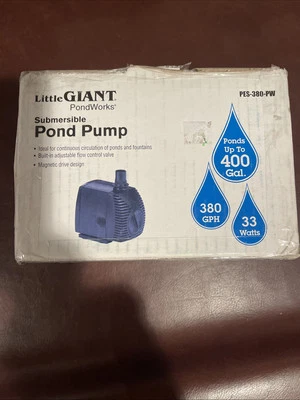 Little GIANT
PondWorks®
PES-380-PW
Submersible
Pond Pump
• Ideal for continuous circulation of ponds and fountains
• Built-in adjustable flow control valve
• Magnetic drive design
Ponds
Up To
400
Gal.
380
GPH
33
Watts